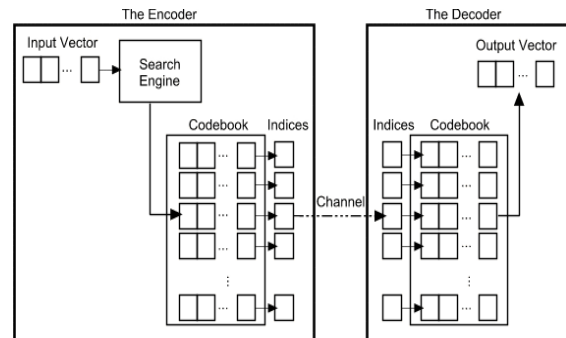 The Encoder
Input Vector
Search
Engine
Codebook
Indices
Channel
The Decoder
Output Vector
Indices
Codebook